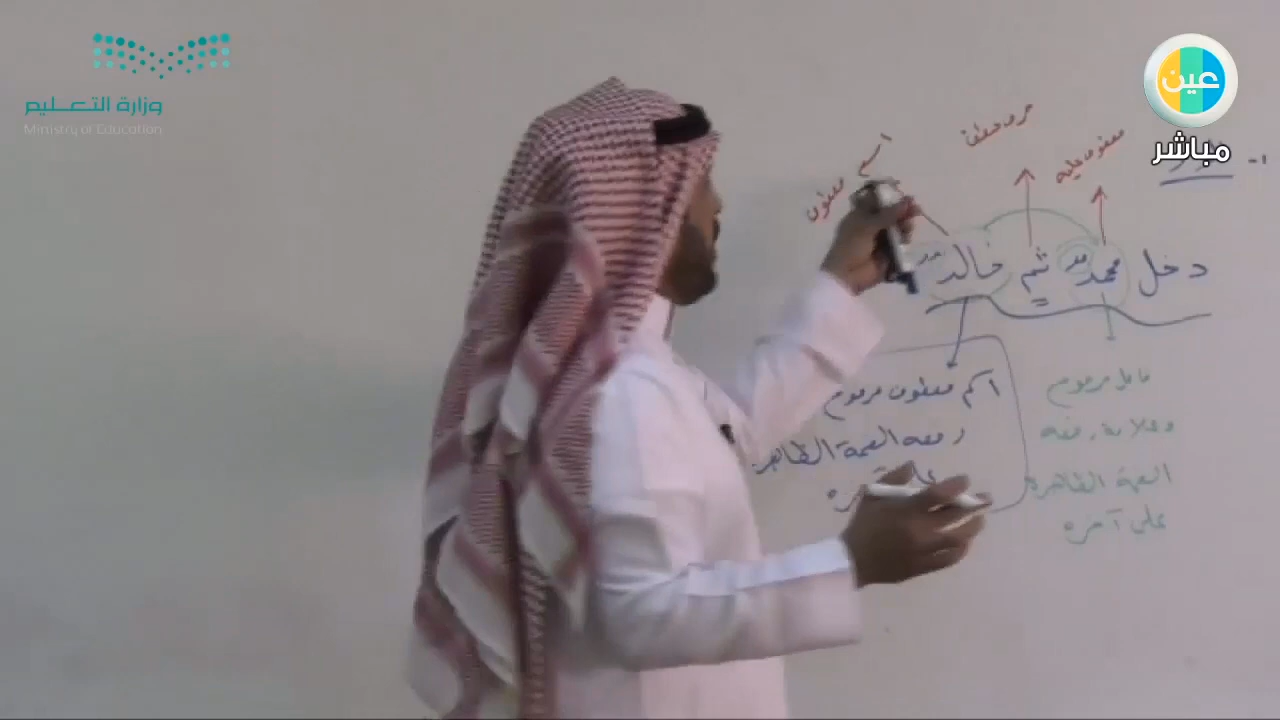 وزارة التعليم
Ministry of Education
عين
مباشر
-١
اسم معطوف
حرف عطف
معطوف عليه
دخل محمدٌ ثم خالدٌ
فاعل مرفوع
وعلامة رفعه
الضمة الظاهرة
على آخره
اسم معطوف مرفوع
رفعه الضمة الظاهرة